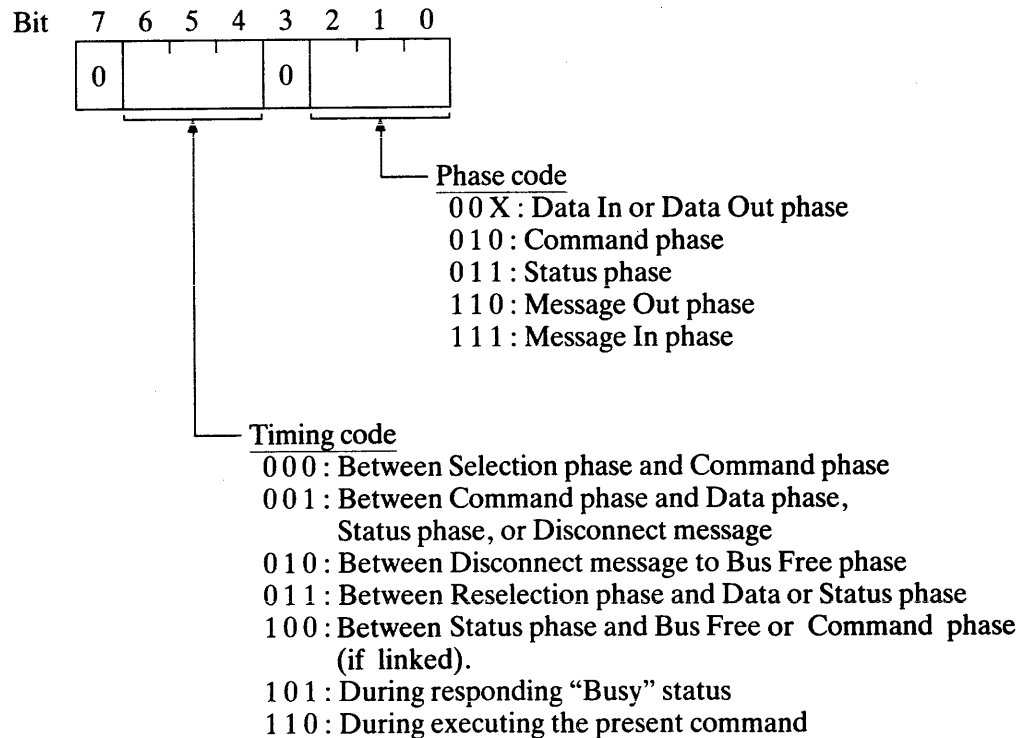 Bit 7 6 5 4 3 2 1 0
0 0
Phase code
0 0 X : Data In or Data Out phase
0 1 0 : Command phase
0 1 1 : Status phase
1 1 0 : Message Out phase
1 1 1 : Message In phase
Timing code
0 0 0 : Between Selection phase and Command phase
0 0 1 : Between Command phase and Data phase,
Status phase, or Disconnect message
0 1 0 : Between Disconnect message to Bus Free phase
0 1 1 : Between Reselection phase and Data or Status phase
1 0 0 : Between Status phase and Bus Free or Command phase
(if linked).
1 0 1 : During responding “Busy” status
1 1 0 : During executing the present command